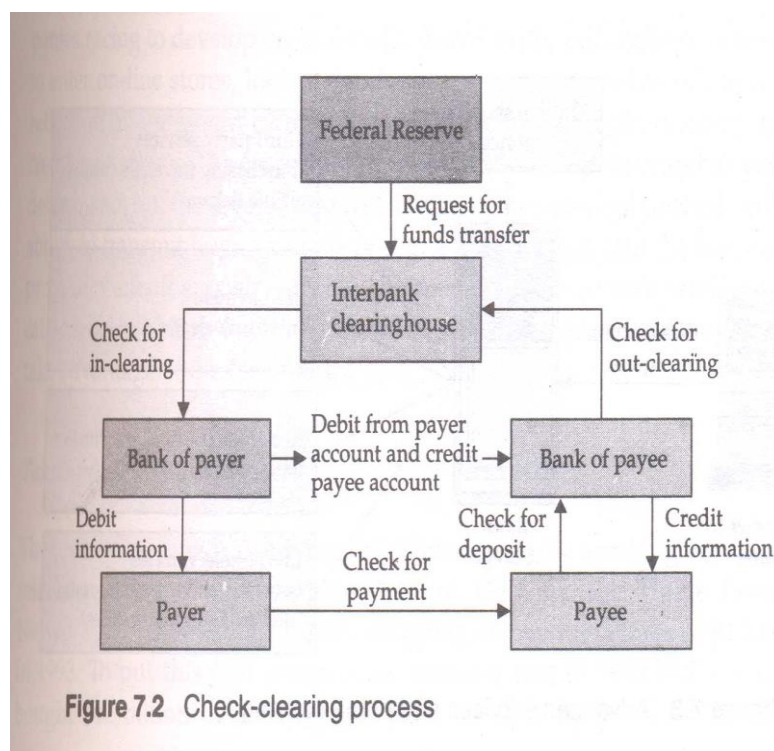 Federal Reserve
Request for
funds transfer
Interbank
clearinghouse
Check for
in-clearing
Check for
out-clearing
Bank of payer
Debit from payer
account and credit
payee account
Bank of payee
Debit
information
Check for
deposit
Credit
information
Payer
Check for
payment
Payee
Figure 7.2 Check-clearing process